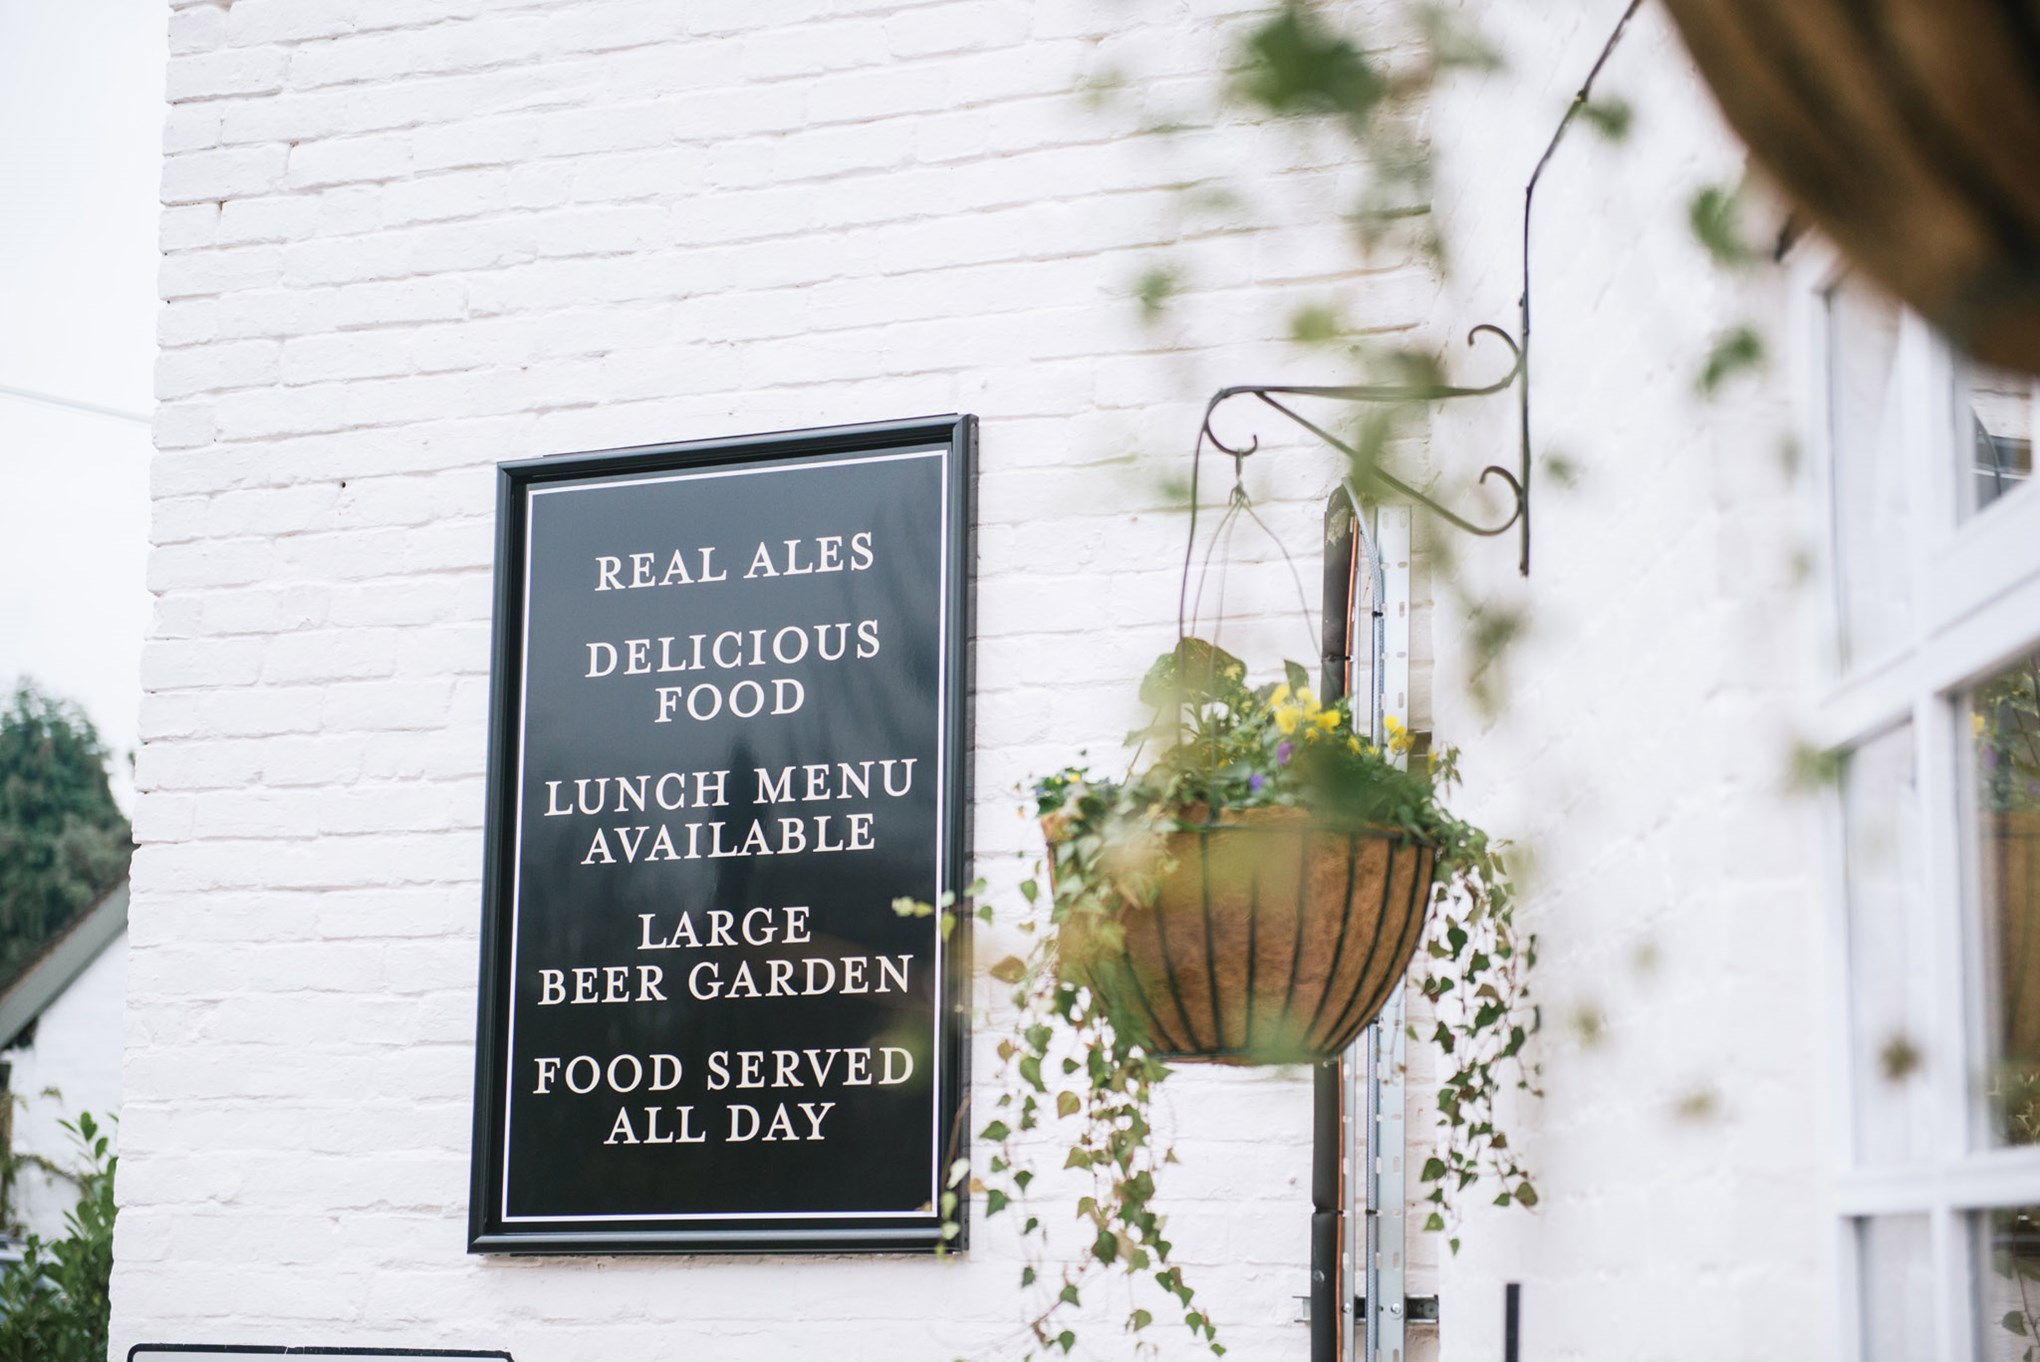 REAL ALES
DELICIOUS
FOOD
LUNCH MENU
AVAILABLE
LARGE
BEER GARDEN
FOOD SERVED
ALL DAY